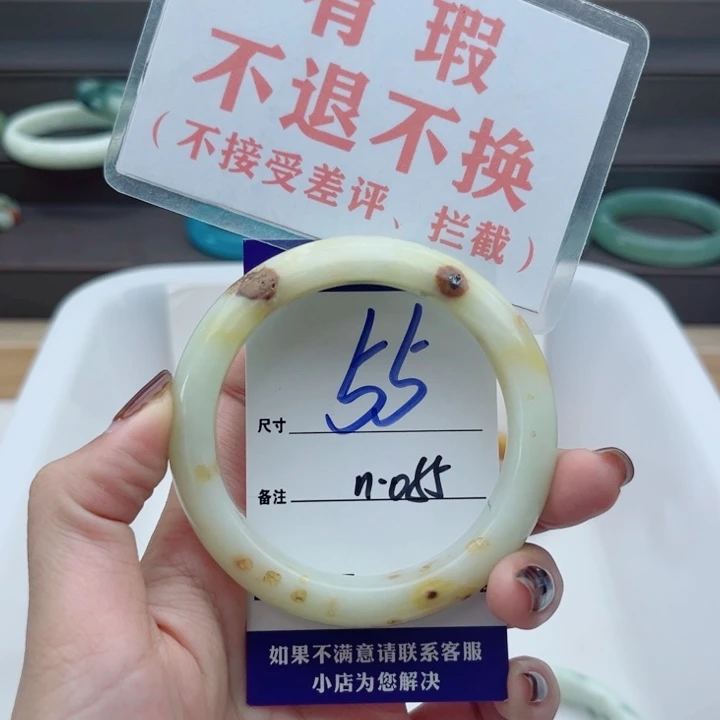 有瑕
不退不换
（不接受差评、拦截）
尺寸 55
备注 n-055
如果不满意请联系客服
小店为您解决